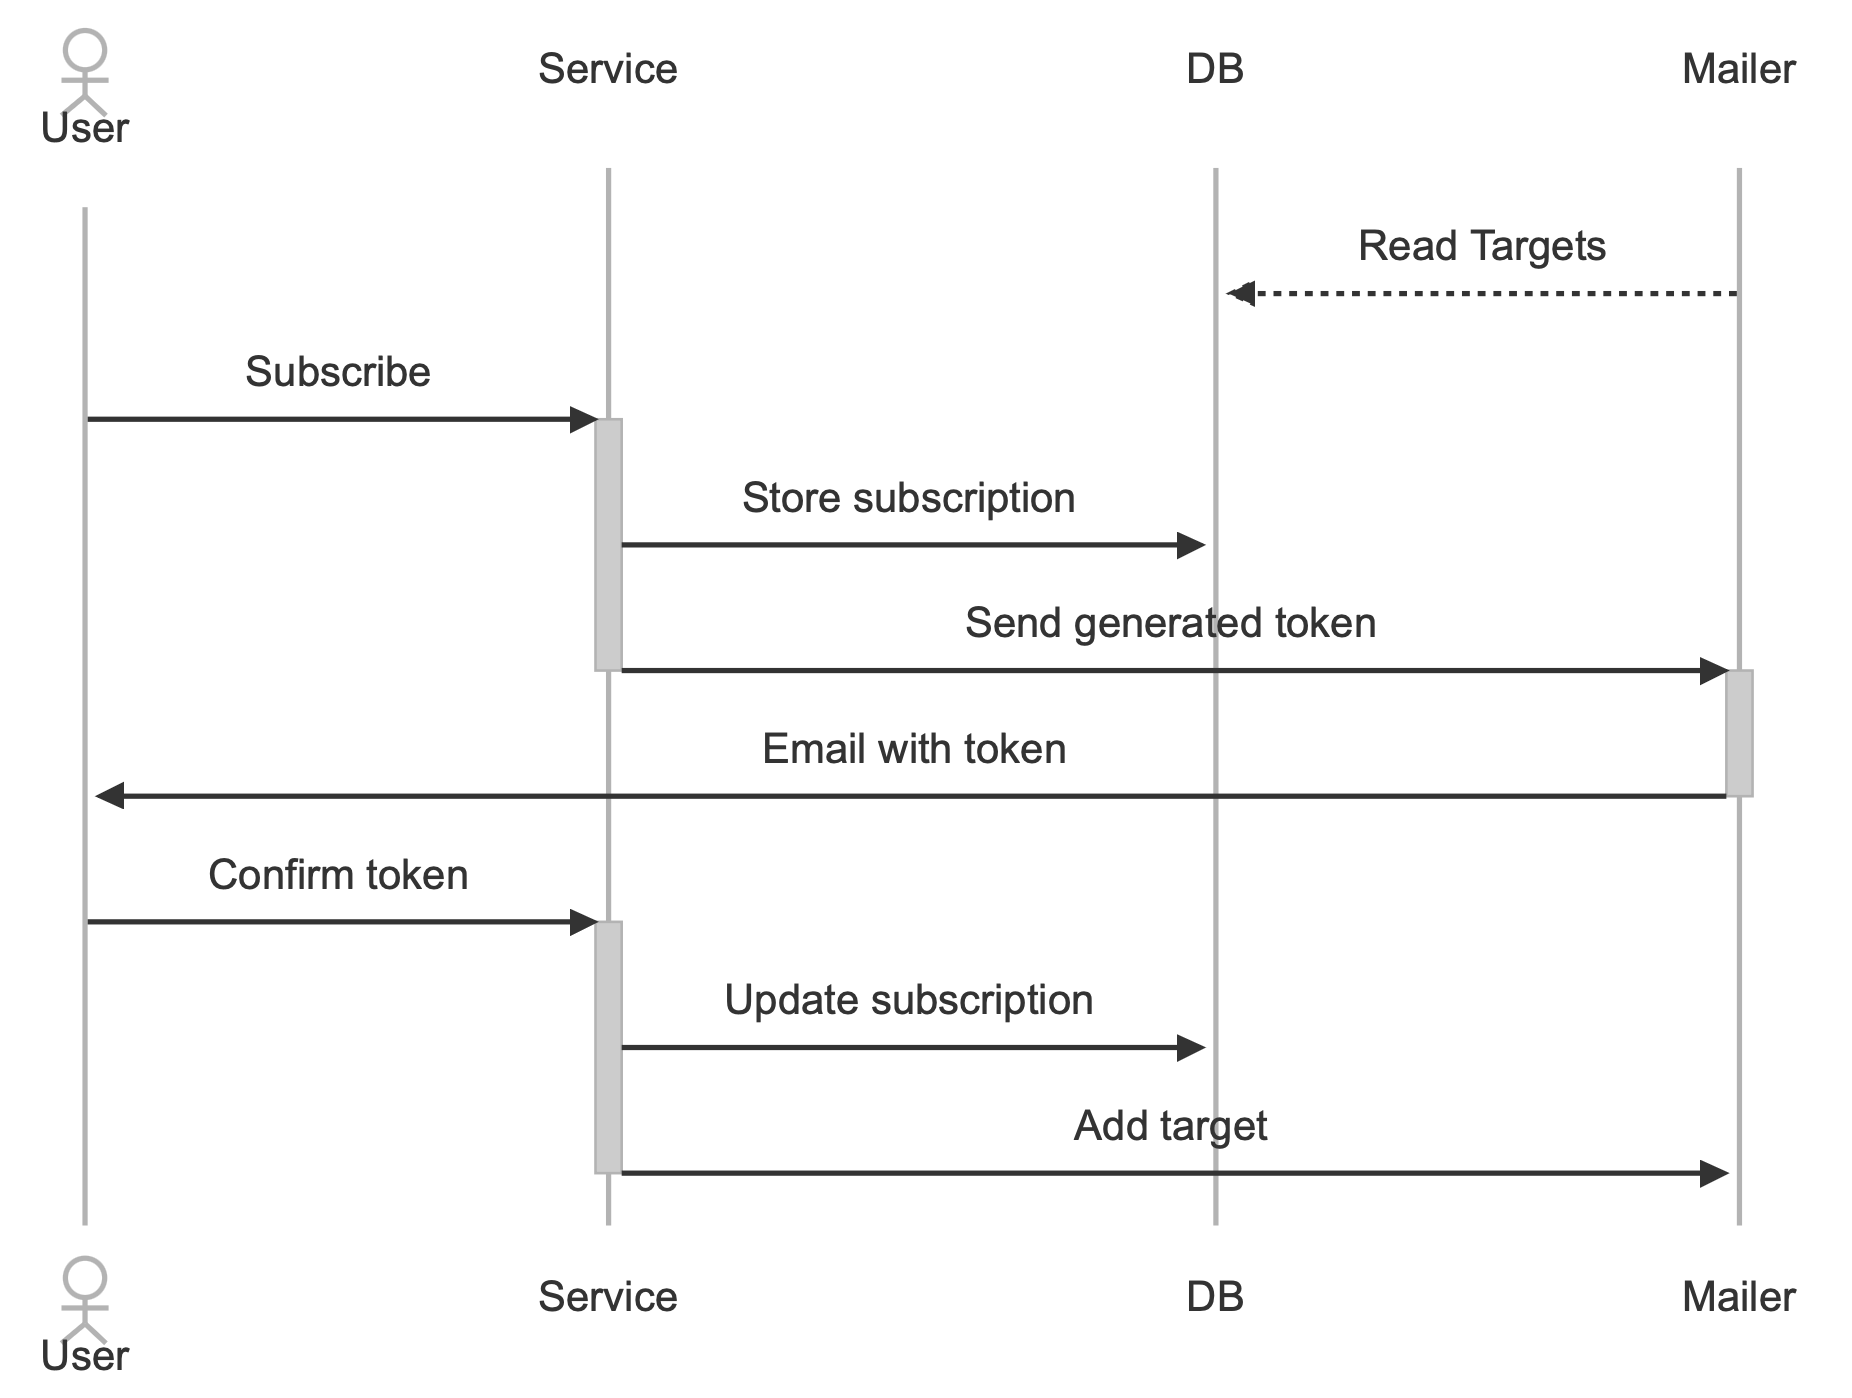 User
Service
DB
Mailer
Read Targets
Subscribe
Store subscription
Send generated token
Email with token
Confirm token
Update subscription
Add target
User
Service
DB
Mailer